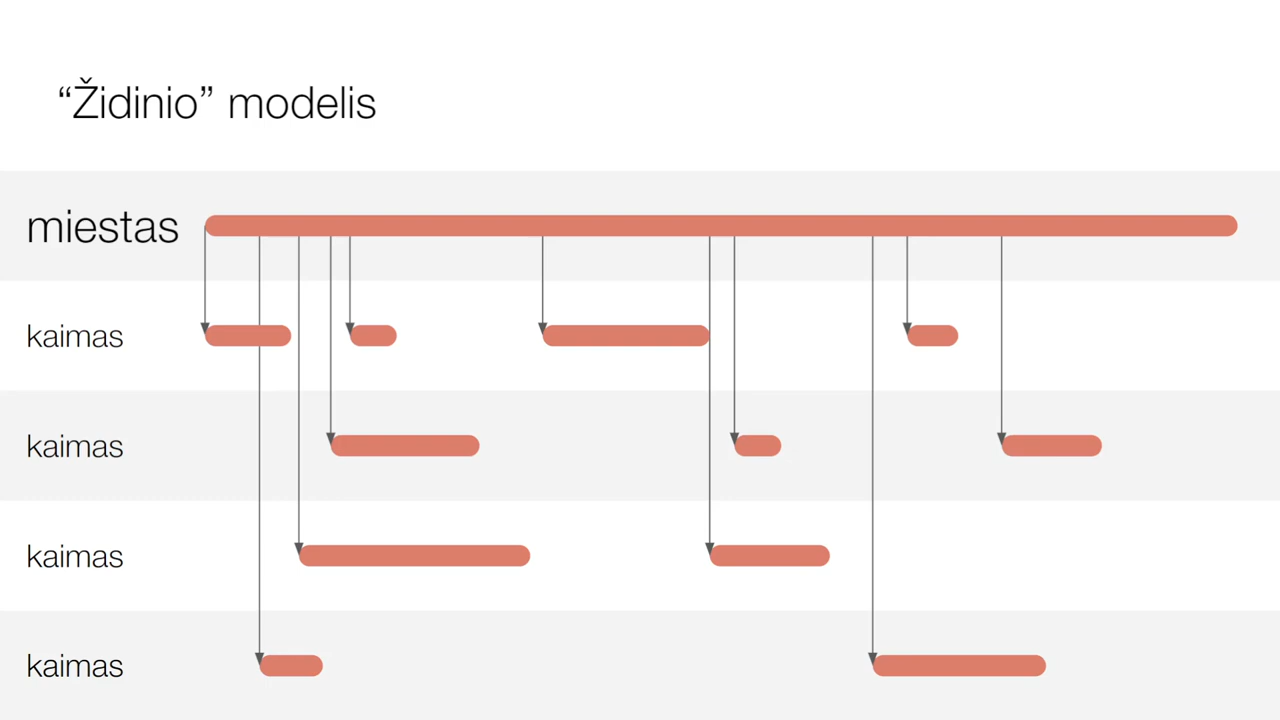 “Židinio” modelis
miestas
kaimas
kaimas
kaimas
kaimas